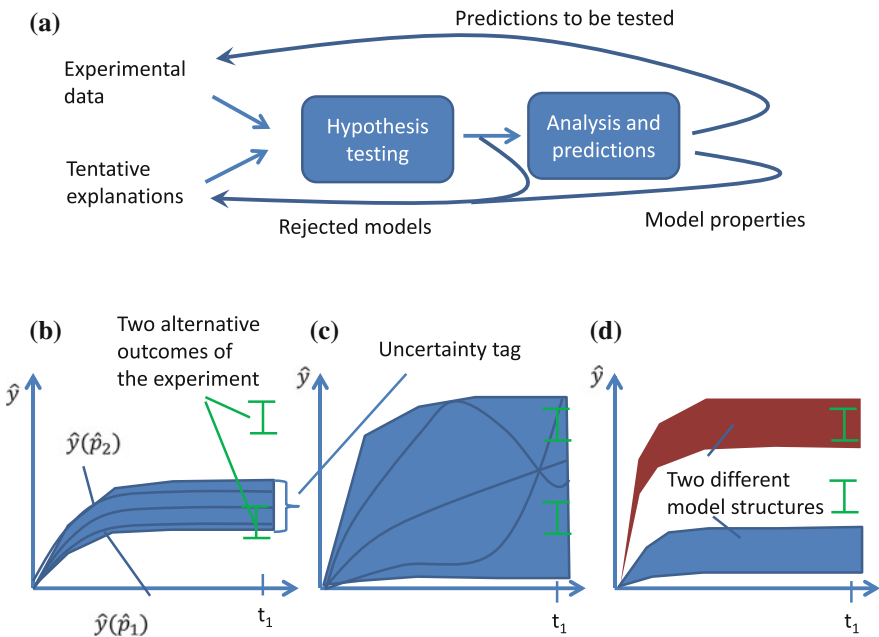 (a)
Predictions to be tested
Experimental
data
Hypothesis
testing
Analysis and
predictions
Tentative
explanations
Rejected models
Model properties
(b)
Two alternative
outcomes of
the experiment
(c)
Uncertainty tag
(d)
ŷ
ŷ(p̂₂)
ŷ(p̂₁)
t₁
ŷ
t₁
ŷ
Two different
model structures
t₁